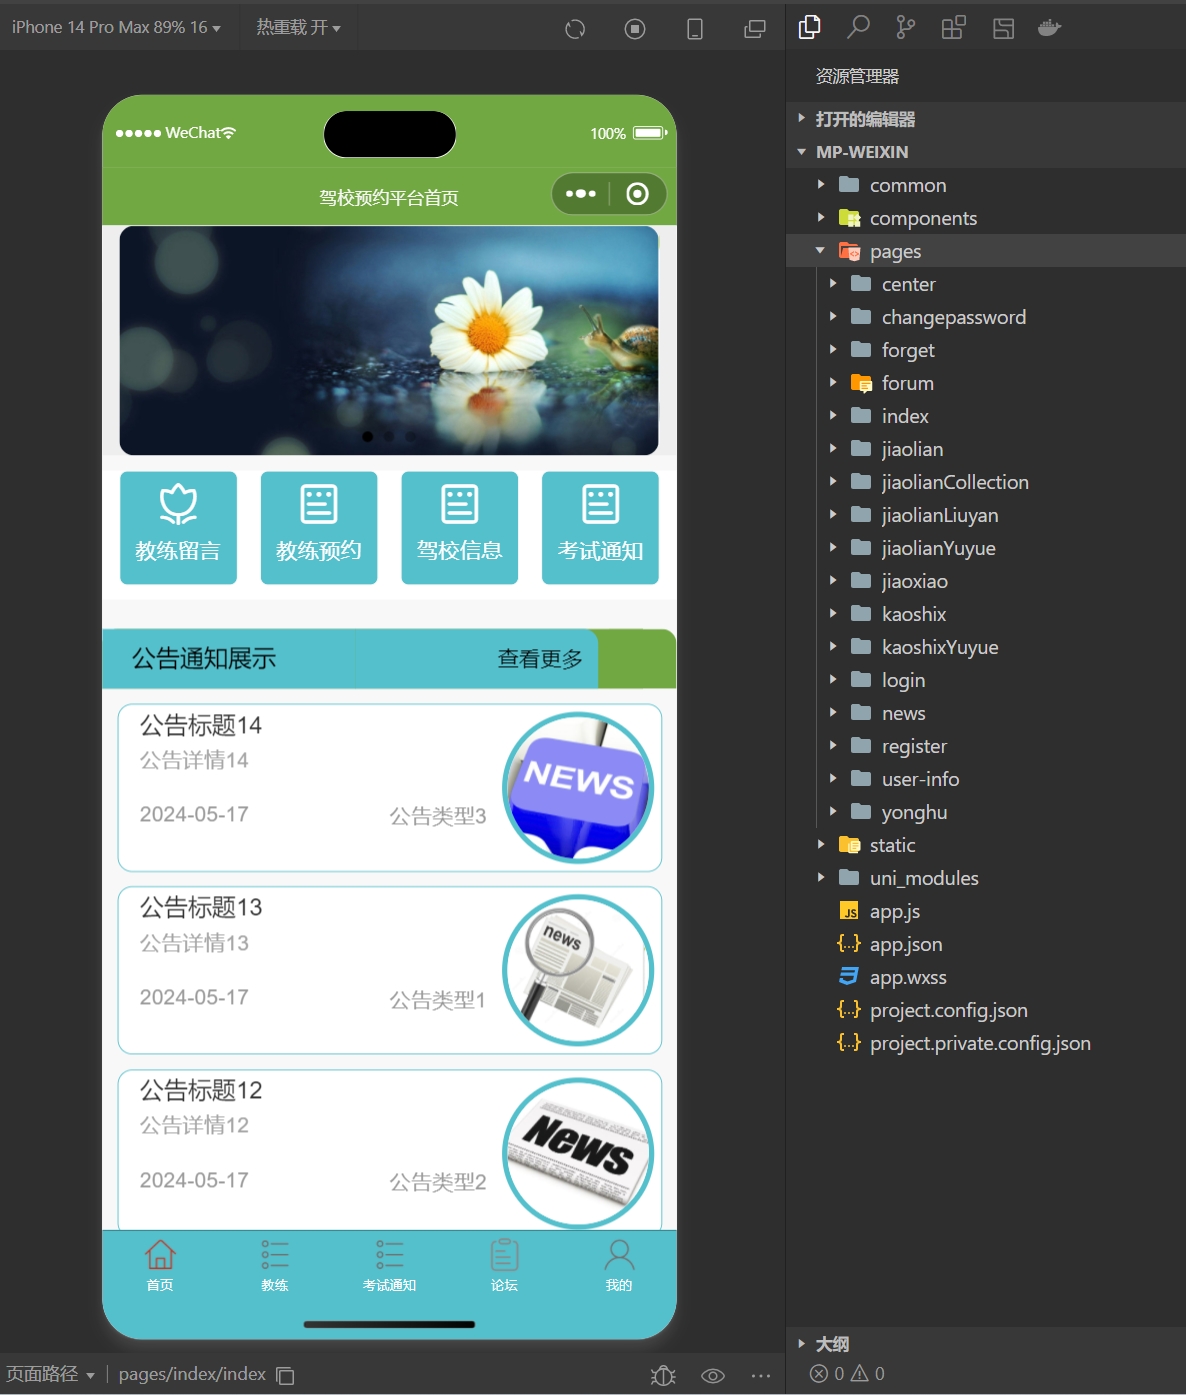 iPhone 14 Pro Max 89% 16
热重载 开
WeChat
100%
驾校预约平台首页
教练留言
教练预约
驾校信息
考试通知
公告通知展示
查看更多
公告标题14
公告详情14
2024-05-17
公告类型3
NEWS
公告标题13
公告详情13
2024-05-17
公告类型1
news
公告标题12
公告详情12
2024-05-17
公告类型2
News
首页
教练
考试通知
论坛
我的
页面路径
pages/index/index
资源管理器
打开的编辑器
MP-WEIXIN
common
components
pages
center
changepassword
forget
forum
index
jiaolian
jiaolianCollection
jiaolianLiuyan
jiaolianYuyue
jiaoxiao
kaoshix
kaoshixYuyue
login
news
register
user-info
yonghu
static
uni_modules
JS app.js
{..} app.json
app.wxss
{..} project.config.json
{..} project.private.config.json
大纲
0 0